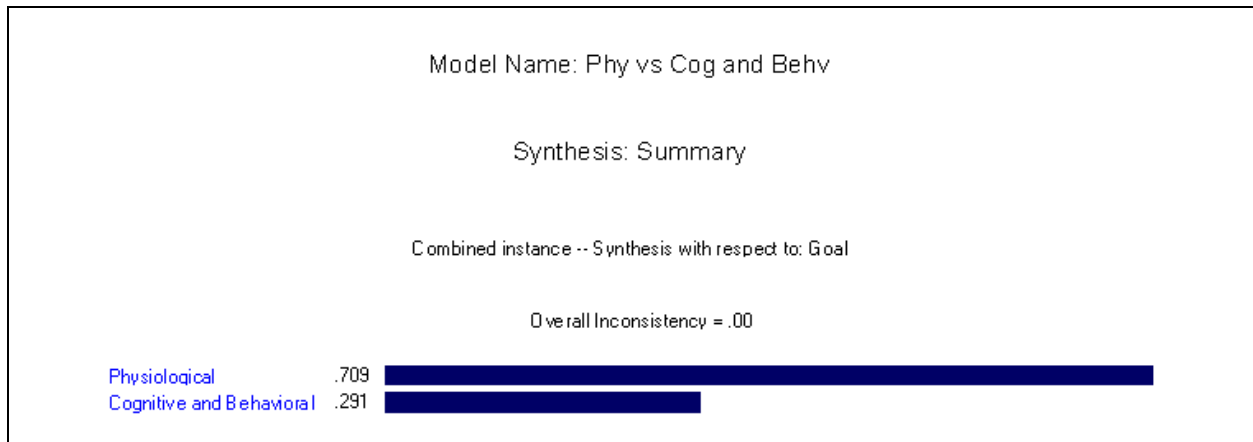 Model Name: Phy vs Cog and Behv
Synthesis: Summary
Combined instance -- Synthesis with respect to: Goal
Overall Inconsistency = .00
Physiological .709
Cognitive and Behavioral .291